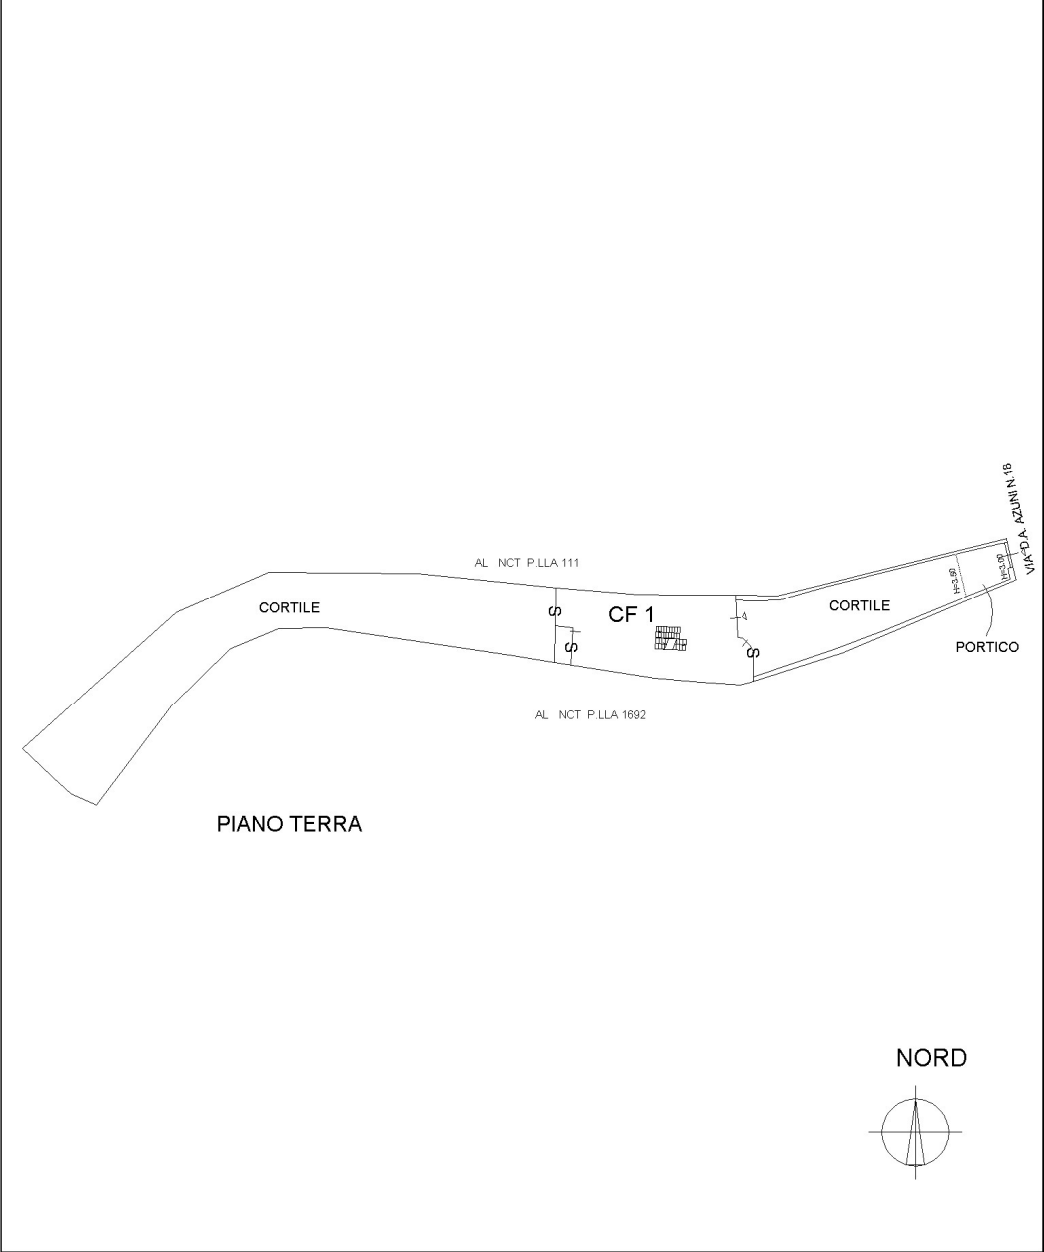 VIA D.A. AZUNI N.18
AL NCT P.LLA 111
H=3.00
H=3.60
CORTILE
CF 1
CORTILE
S
S
S
PORTICO
AL NCT P.LLA 1692
PIANO TERRA
NORD